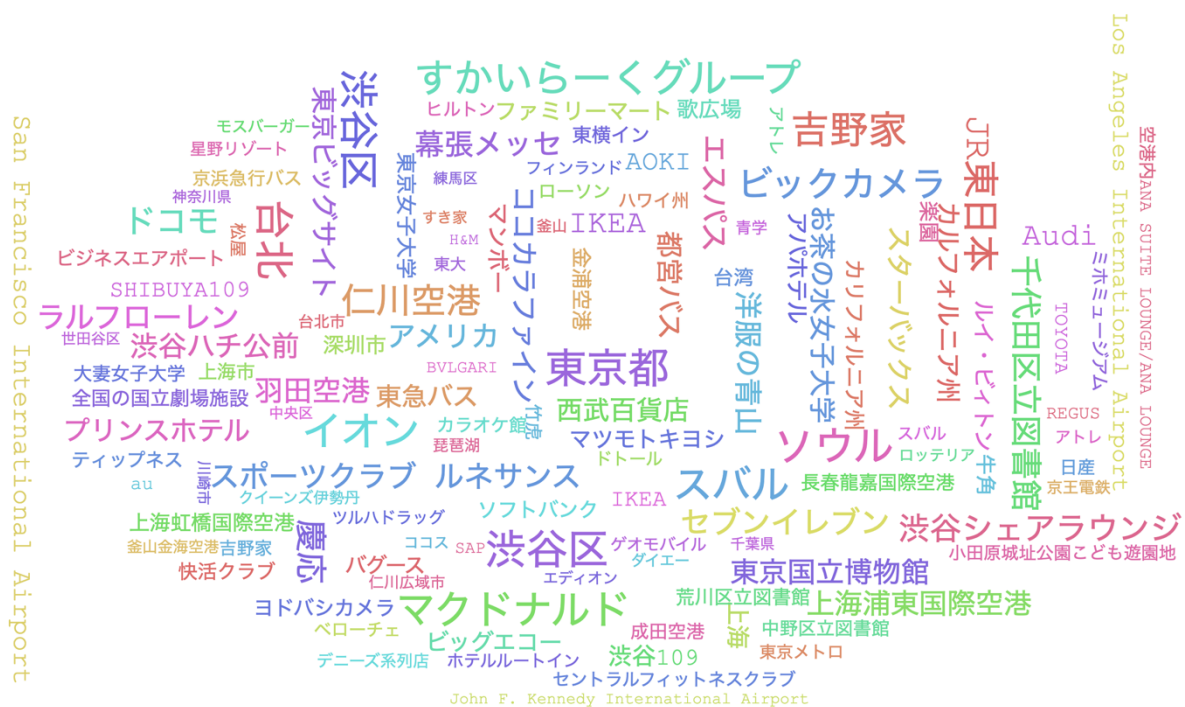 Los Angeles International Airport
すかいらーくグループ
渋谷区
東京ビッグサイト
ヒルトン
ファミリーマート
歌広場
アトレ
吉野家
JR東日本
San Francisco International Airport
モスバーガー
幕張メッセ
東横イン
エスパス
空港内ANA SUITE LOUNGE/ANA LOUNGE
星野リゾート
東京女子大学
フィンランド
AOKI
京浜急行バス
練馬区
ビックカメラ
神奈川県
ココカラファイン
ローソン
ハワイ州
ドコモ
台北
松屋
すき家
マンボー
釜山
IKEA
青学
アパホテル
お茶の水女子大学
スターバックス
楽園
カルフォルニア州
Audi
H&M
都営バス
ビジネスエアポート
東大
金浦空港
台湾
カリフォルニア州
千代田区立図書館
ミホミュージアム
SHIBUYA109
仁川空港
洋服の青山
ラルフローレン
台北市
ルイ・ビィトン
TOYOTA
世田谷区
渋谷ハチ公前
深圳市
アメリカ
大妻女子大学
上海市
BVLGARI
東京都
全国の国立劇場施設
羽田空港
東急バス
中央区
竹虎
西武百貨店
REGUS
プリンスホテル
イオン
カラオケ館
マツモトキヨシ
ソウル
スバル
アトレ
琵琶湖
ロッテリア
牛角
ティップネス
川崎市
スポーツクラブ ルネサンス
ドトール
日産
au
クイーンズ伊勢丹
IKEA
スバル
長春龍嘉国際空港
京王電鉄
上海虹橋国際空港
慶応
ツルハドラッグ
ソフトバンク
セブンイレブン
渋谷シェアラウンジ
釜山金海空港
吉野家
ココス
SAP
渋谷区
ゲオモバイル
千葉県
小田原城址公園こども遊園地
快活クラブ
バグース
ダイエー
仁川広域市
エディオン
東京国立博物館
ヨドバシカメラ
マクドナルド
荒川区立図書館
上海浦東国際空港
ベローチェ
ビッグエコー
成田空港
上海
中野区立図書館
デニーズ系列店
ホテルルートイン
渋谷109
東京メトロ
セントラルフィットネスクラブ
John F. Kennedy International Airport